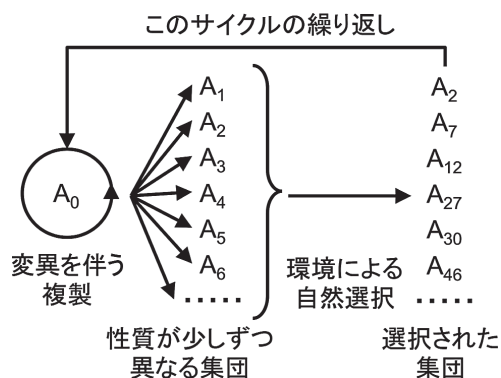 このサイクルの繰り返し
A0
変異を伴う
複製
A1
A2
A3
A4
A5
A6
‥‥‥
性質が少しずつ
異なる集団
環境による
自然選択
A2
A7
A12
A27
A30
A46
‥‥‥
選択された
集団